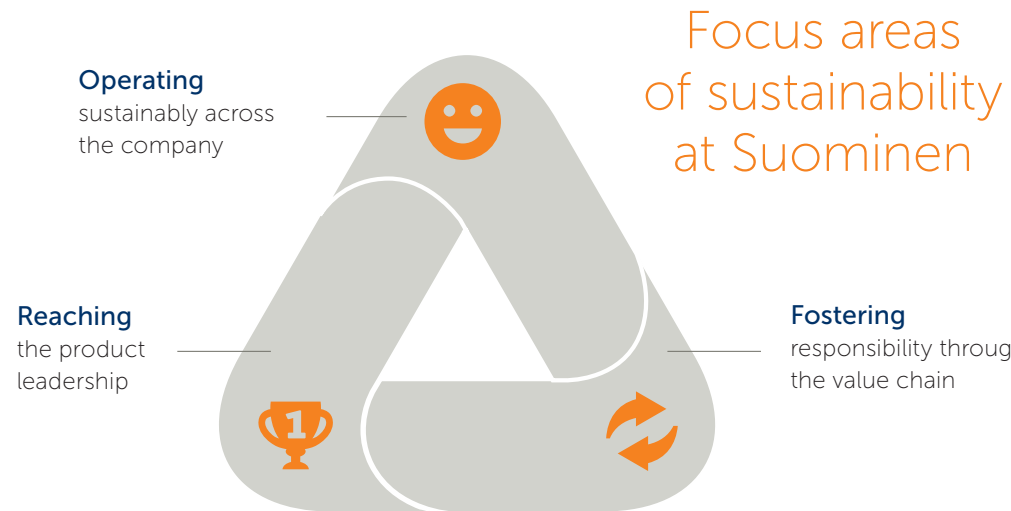 Focus areas
of sustainability
at Suominen
Operating
sustainably across
the company
Reaching
the product
leadership
1
Fostering
responsibility throug
the value chain